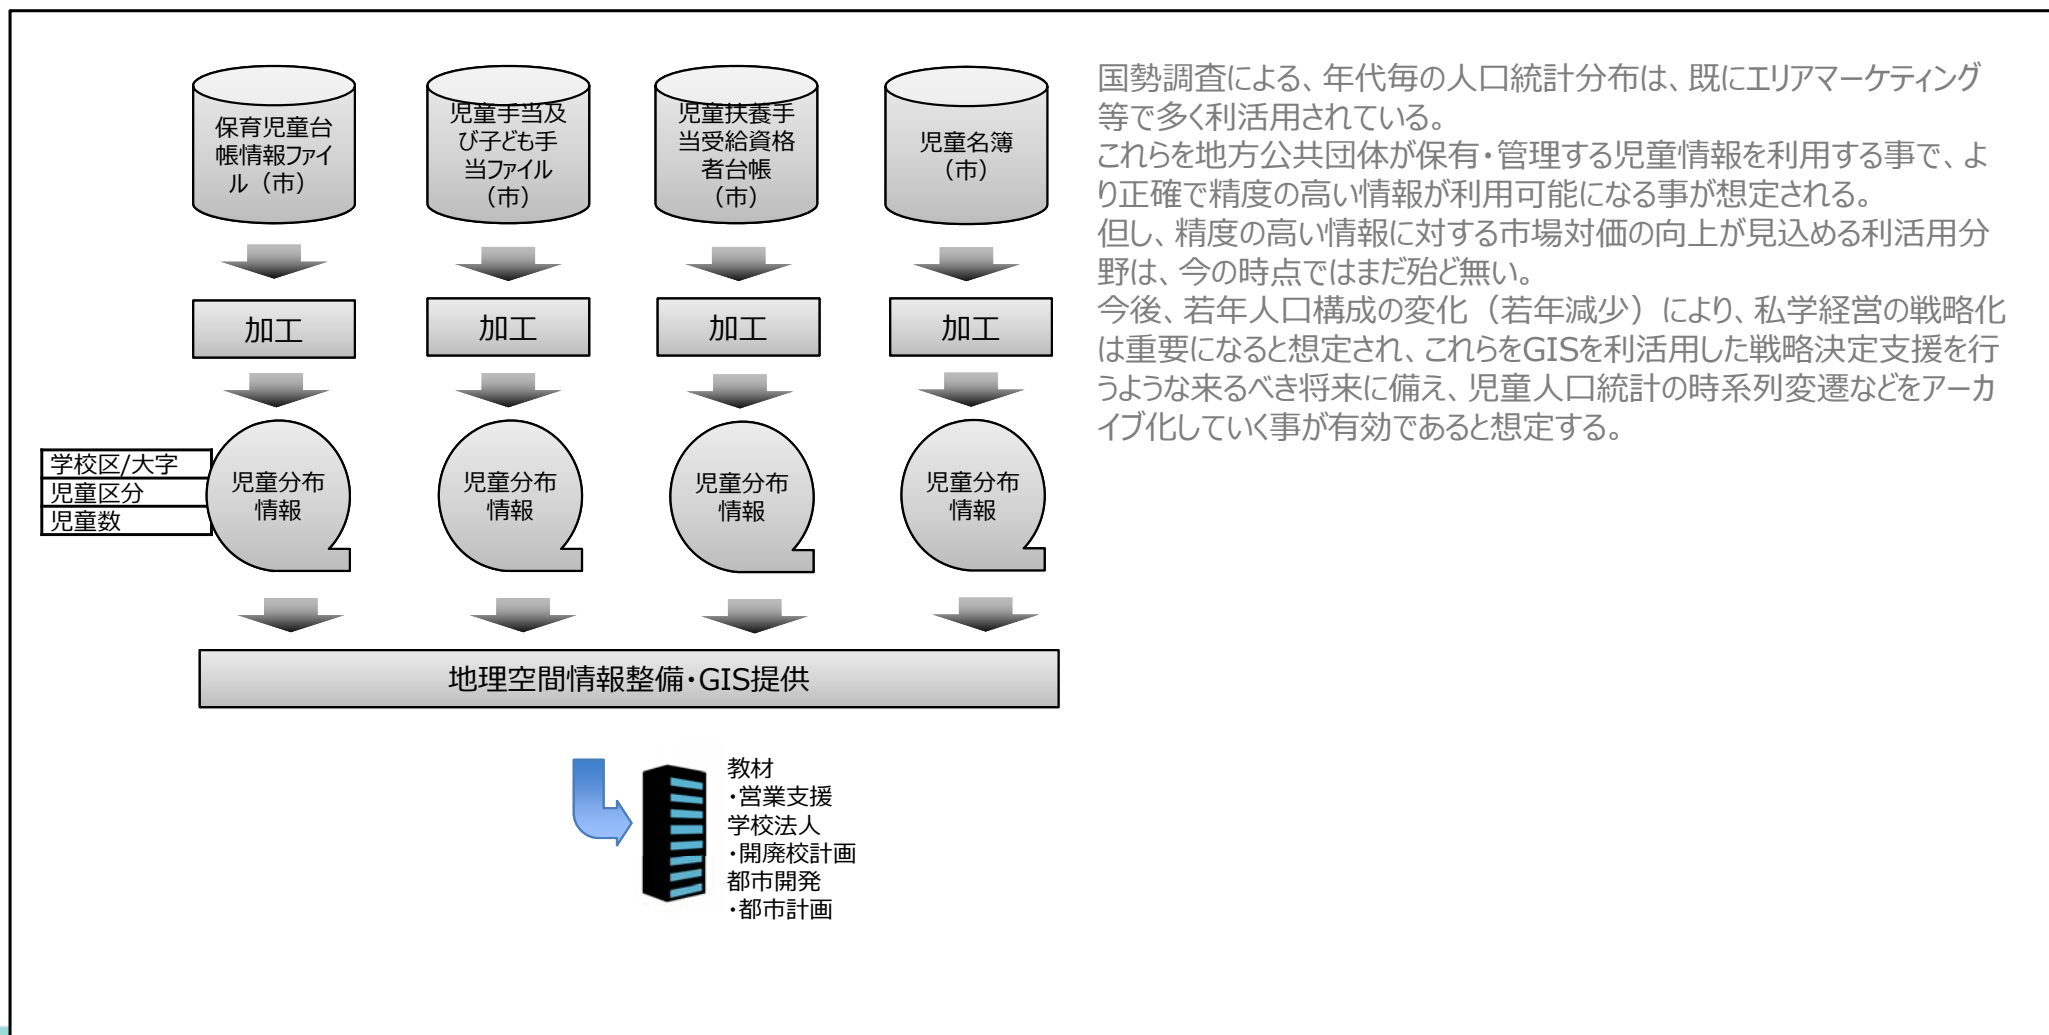 保育児童台
帳情報ファイ
ル（市）
児童手当及
び子ども手
当ファイル
（市）
児童扶養手
当受給資格
者台帳
（市）
児童名簿
（市）
加工
加工
加工
加工
学校区/大字
児童区分
児童数
児童分布
情報
児童分布
情報
児童分布
情報
児童分布
情報
地理空間情報整備・GIS提供
教材
・営業支援
学校法人
・開廃校計画
都市開発
・都市計画
国勢調査による、年代毎の人口統計分布は、既にエリアマーケティング
等で多く利活用されている。
これらを地方公共団体が保有・管理する児童情報を利用する事で、よ
り正確で精度の高い情報が利用可能になる事が想定される。
但し、精度の高い情報に対する市場対価の向上が見込める利活用分
野は、今の時点ではまだ殆ど無い。
今後、若年人口構成の変化（若年減少）により、私学経営の戦略化
は重要になると想定され、これらをGISを利活用した戦略決定支援を行
うような来るべき将来に備え、児童人口統計の時系列変遷などをアーカ
イブ化していく事が有効であると想定する。